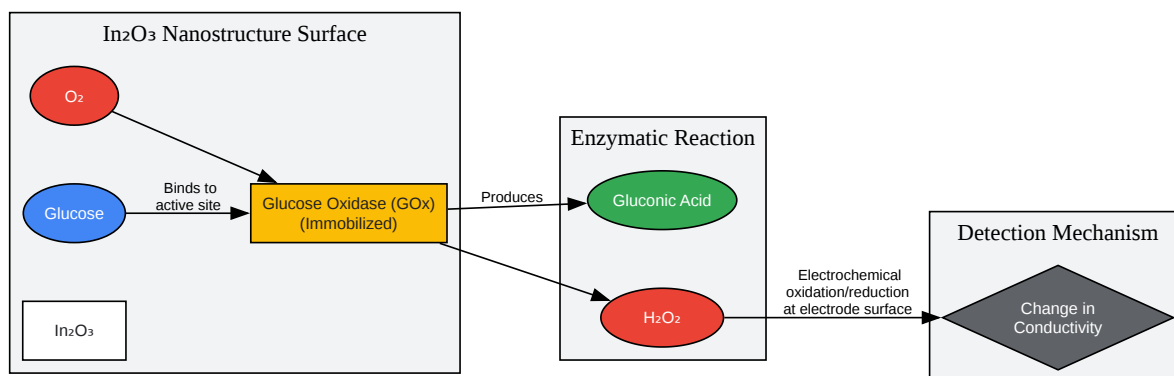 In₂O₃ Nanostructure Surface
O₂
Glucose
Binds to
active site
Glucose Oxidase (GOx)
(Immobilized)
In₂O₃
Enzymatic Reaction
Produces
Gluconic Acid
H₂O₂
Electrochemical
oxidation/reduction
at electrode surface
Detection Mechanism
Change in
Conductivity